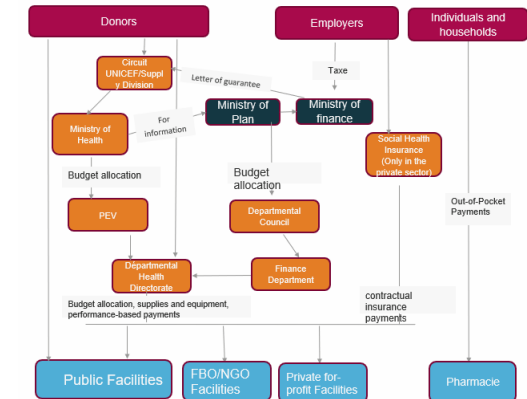 Donors
Employers
Individuals and
households
Circuit
UNICEF/Suppl
y Division
Letter of guarantee
Taxe
Ministry of
Health
For
information
Ministry of
Plan
Ministry of
finance
Social Health
Insurance
(Only in the
private sector)
Budget allocation
Budget
allocation
Out-of-Pocket
Payments
PEV
Departmental
Council
Départmental
Health
Directorate
Finance
Department
Budget allocation, supplies and equipment,
performance-based payments
contractual
insurance
payments
Public Facilities
FBO/NGO
Facilities
Private for-
profit Facilities
Pharmacie